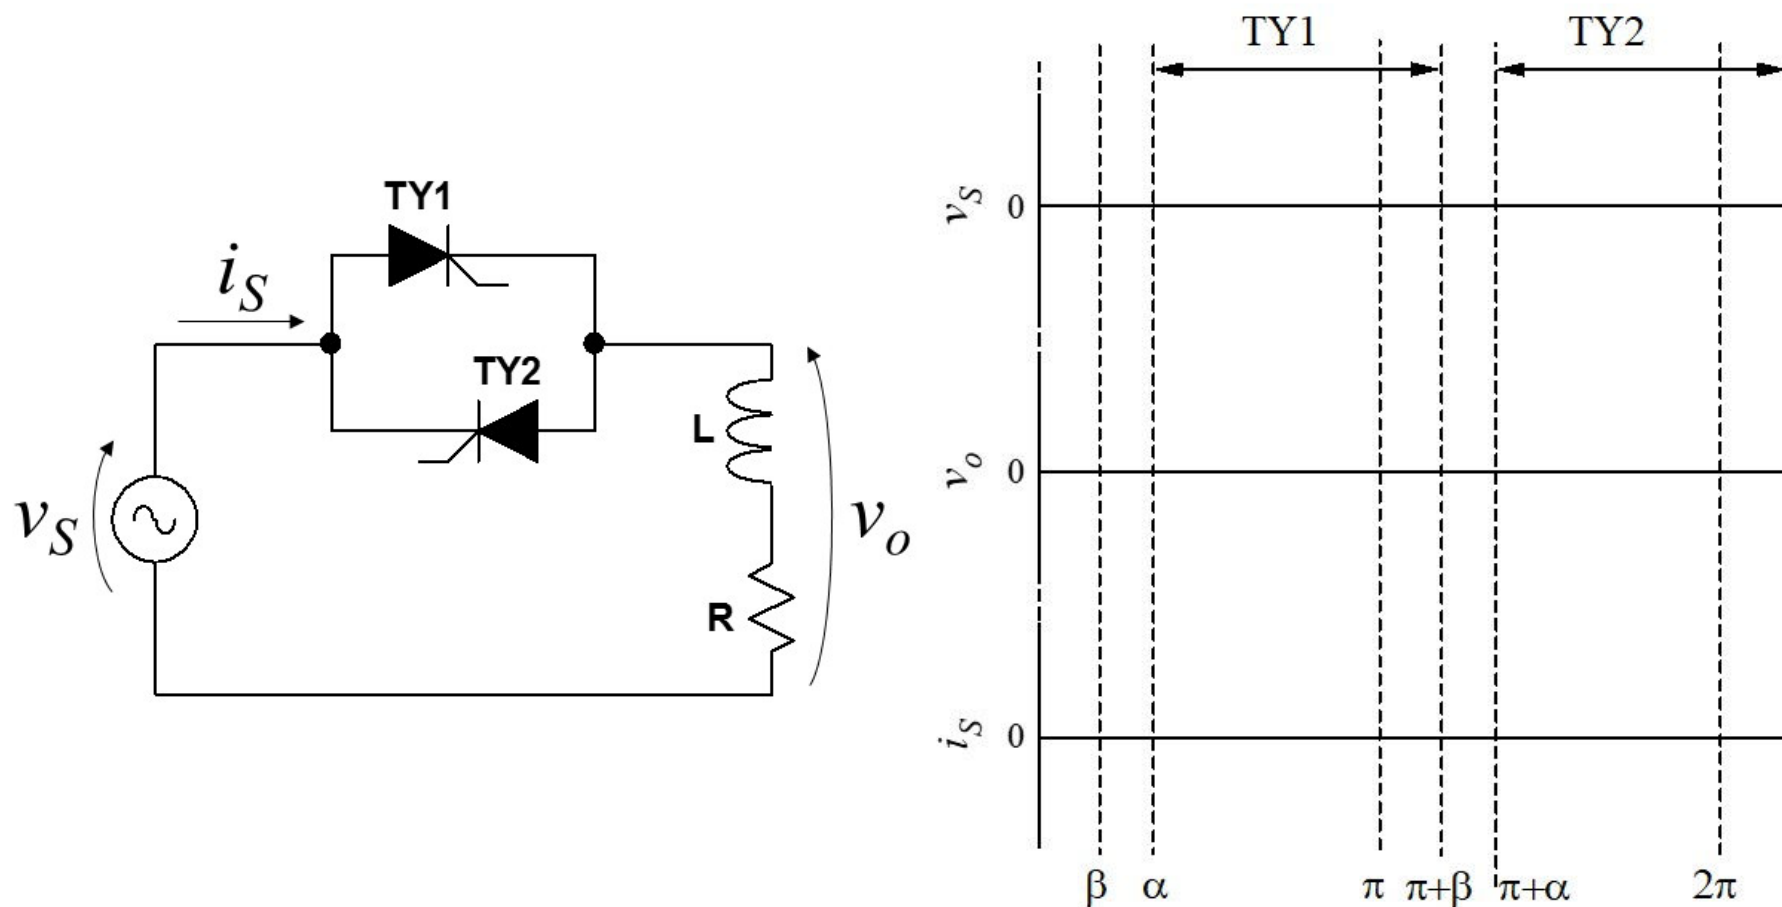 TY1
i_S
TY2
L
v_S
v_o
R
TY1 TY2
v_S 0
v_o 0
i_S 0
β α π π+β π+α 2π